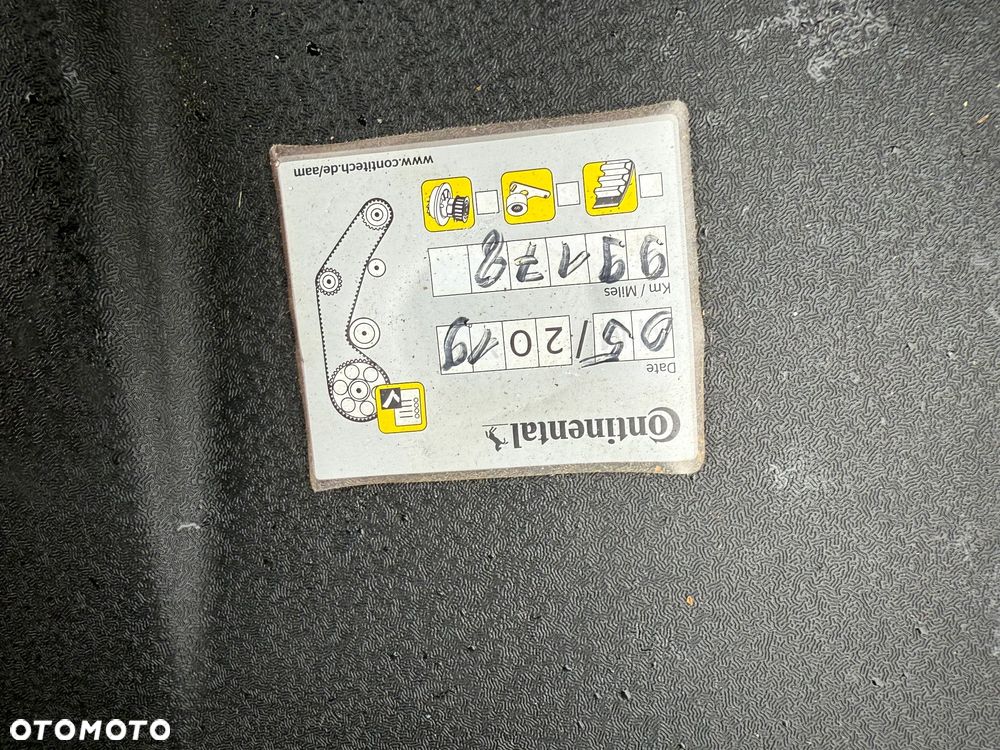 Continental
Date
05/2019
Km / Miles
99178
www.contitech.de/aam
OTOMOTO